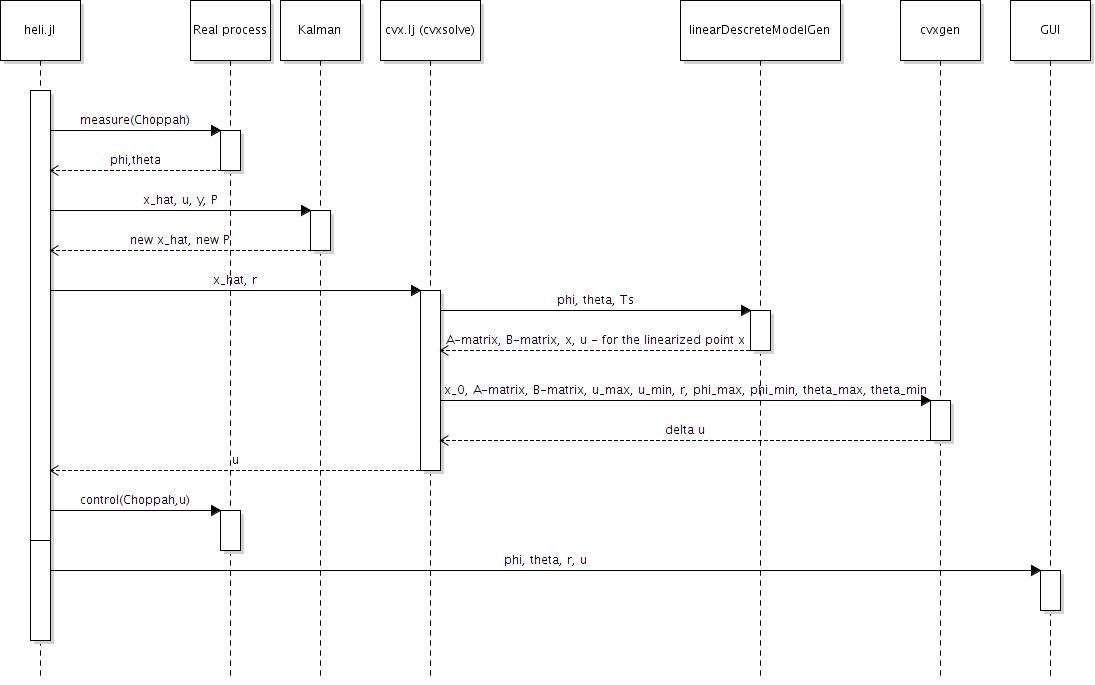 heli.jl
Real process
Kalman
cvx.lj (cvxsolve)
linearDescreteModelGen
cvxgen
GUI
measure(Choppah)
phi,theta
x_hat, u, y, P
new x_hat, new P
x_hat, r
phi, theta, Ts
A-matrix, B-matrix, x, u - for the linearized point x
x_0, A-matrix, B-matrix, u_max, u_min, r, phi_max, phi_min, theta_max, theta_min
delta u
u
control(Choppah,u)
phi, theta, r, u